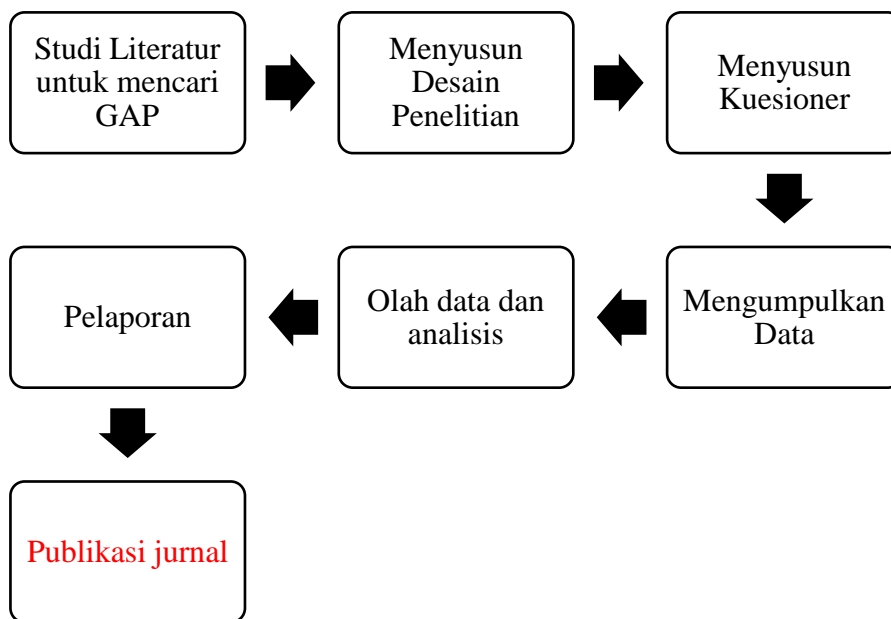 Studi Literatur
untuk mencari
GAP
Menyusun
Desain
Penelitian
Menyusun
Kuesioner
Mengumpulkan
Data
Olah data dan
analisis
Pelaporan
Publikasi jurnal